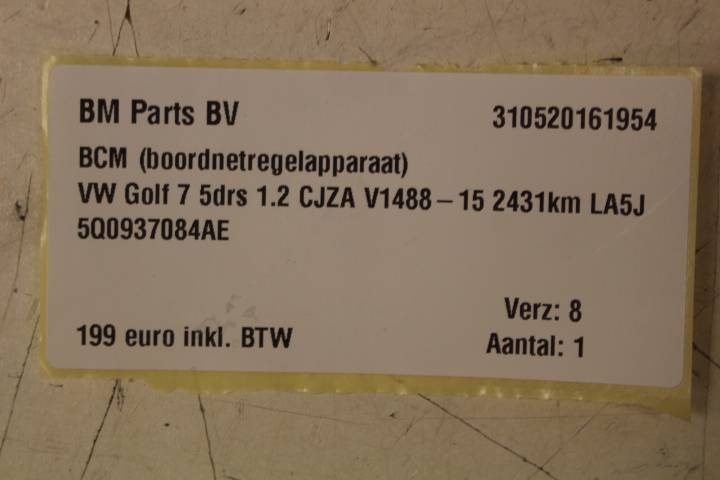 BM Parts BV 310520161954
BCM (boordnetregelapparaat)
VW Golf 7 5drs 1.2 CJZA V1488 – 15 2431km LA5J
5Q0937084AE
Verz: 8
199 euro inkl. BTW Aantal: 1